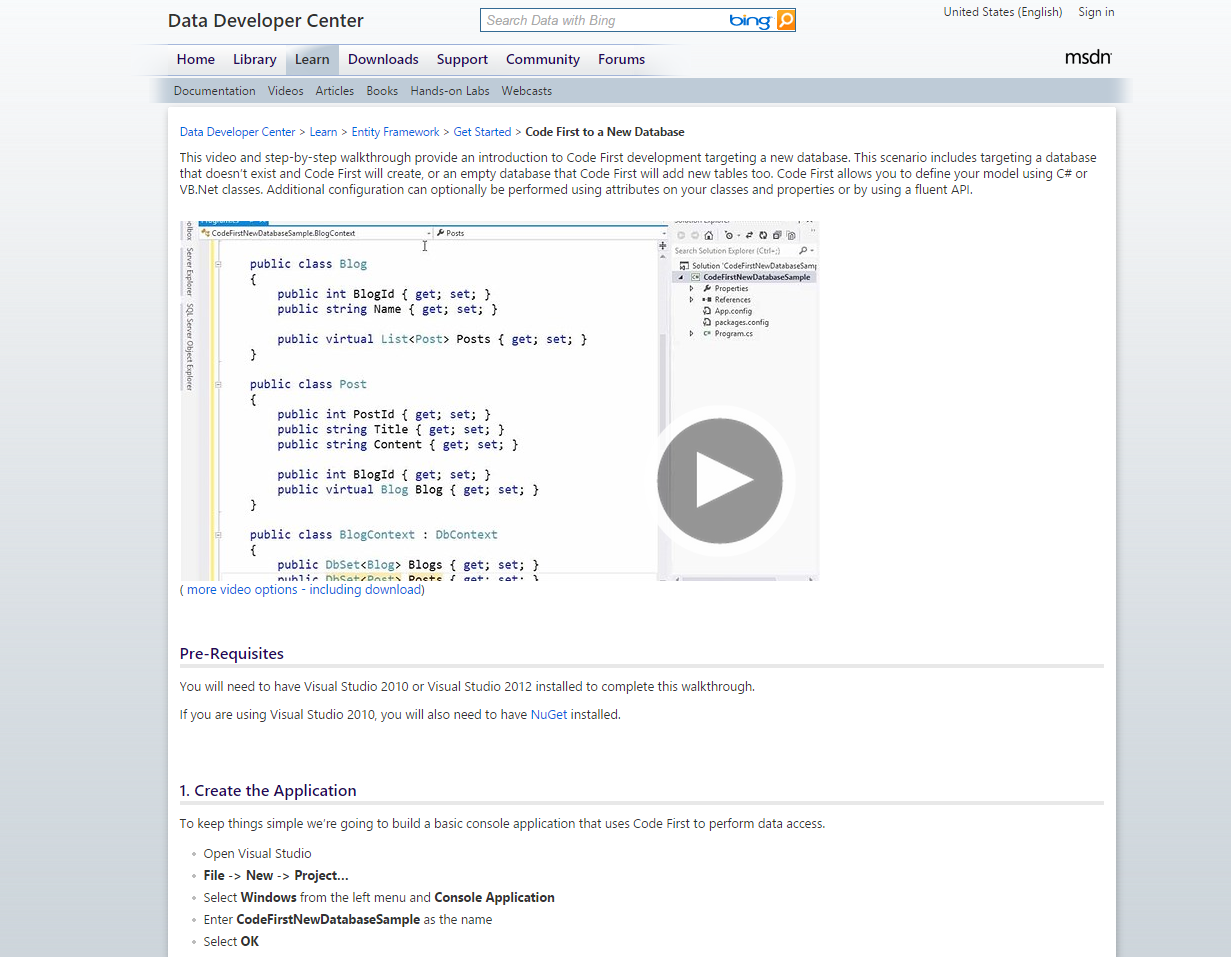 Data Developer Center
Search Data with Bing
bing
United States (English) Sign in
Home Library Learn Downloads Support Community Forums
msdn
Documentation Videos Articles Books Hands-on Labs Webcasts
Data Developer Center > Learn > Entity Framework > Get Started > Code First to a New Database
This video and step-by-step walkthrough provide an introduction to Code First development targeting a new database. This scenario includes targeting a database
that doesn't exist and Code First will create, or an empty database that Code First will add new tables too. Code First allows you to define your model using C# or
VB.Net classes. Additional configuration can optionally be performed using attributes on your classes and properties or by using a fluent API.
Server Explorer
SQL Server Object Explorer
CodeFirstNewDatabaseSample.BlogContext
Posts
public class Blog
{
public int BlogId { get; set; }
public string Name { get; set; }
public virtual List<Post> Posts { get; set; }
}
public class Post
{
public int PostId { get; set; }
public string Title { get; set; }
public string Content { get; set; }
public int BlogId { get; set; }
public virtual Blog Blog { get; set; }
}
public class BlogContext : DbContext
{
public DbSet<Blog> Blogs { get; set; }
public DbSet<Post> Posts { get; set; }
Solution Explorer
Search Solution Explorer (Ctrl+;)
Solution 'CodeFirstNewDatabaseSamp
CodeFirstNewDatabaseSample
Properties
References
App.config
packages.config
C# Program.cs
( more video options - including download)
Pre-Requisites
You will need to have Visual Studio 2010 or Visual Studio 2012 installed to complete this walkthrough.
If you are using Visual Studio 2010, you will also need to have NuGet installed.
1. Create the Application
To keep things simple we're going to build a basic console application that uses Code First to perform data access.
Open Visual Studio
File -> New -> Project…
Select Windows from the left menu and Console Application
Enter CodeFirstNewDatabaseSample as the name
Select OK